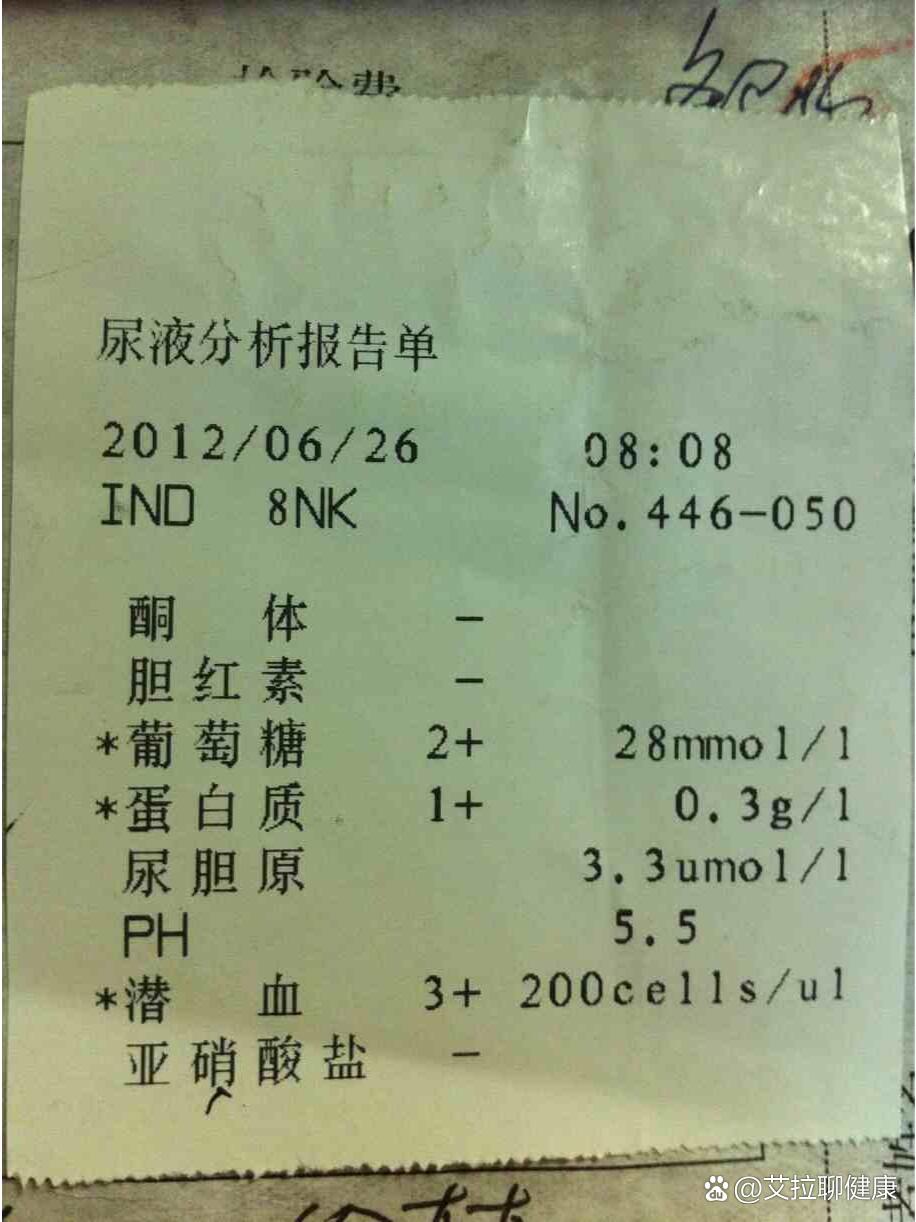 验费
尿液分析报告单
2012/06/26 08:08
IND 8NK No.446-050
酮体 -
胆红素 -
*葡萄糖 2+ 28mmol/l
*蛋白质 1+ 0.3g/l
尿胆原 3.3umol/l
PH 5.5
*潜血 3+ 200cells/ul
亚硝酸盐 -
@艾拉聊健康